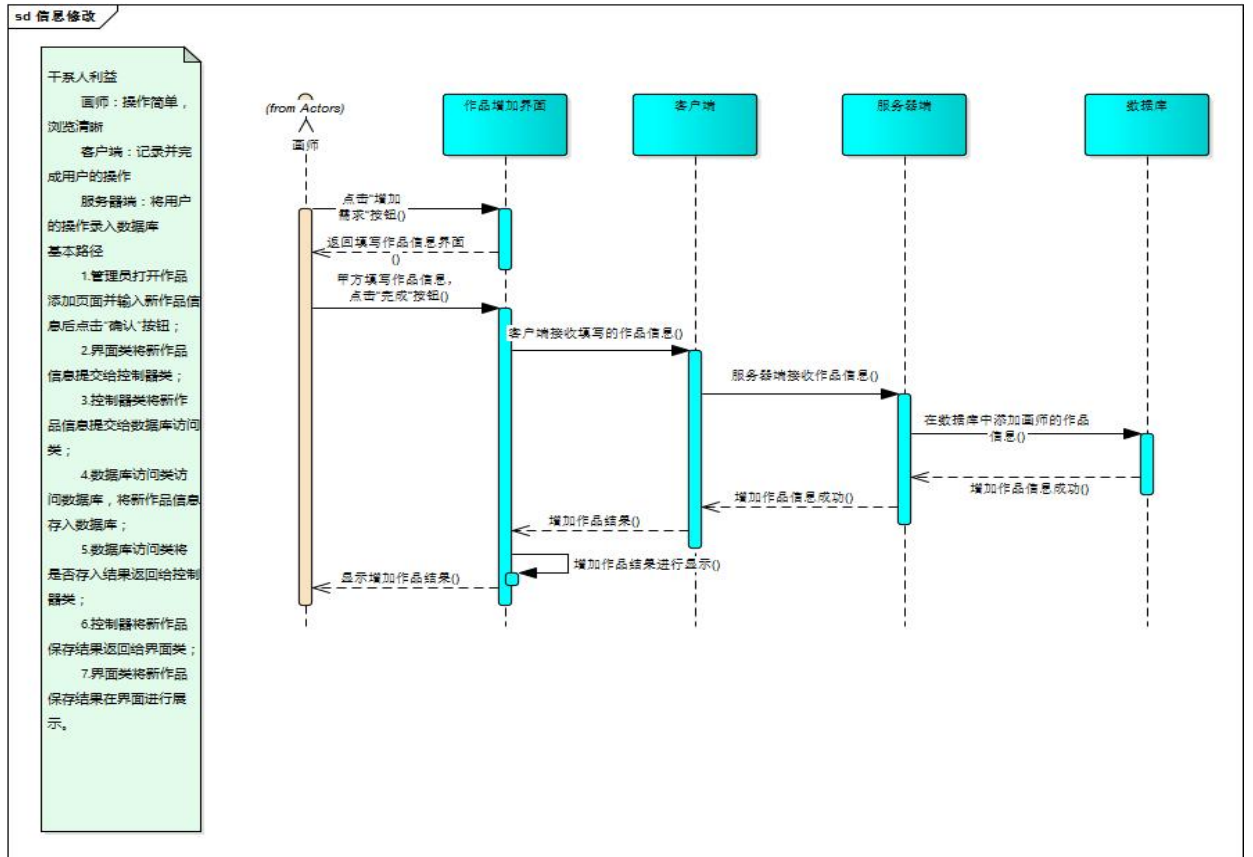 sd 信息修改
干系人利益
画师：操作简单，
浏览清晰
客户端：记录并完
成用户的操作
服务器端：将用户
的操作录入数据库
基本路径
1.管理员打开作品
添加页面并输入新作品信
息后点击"确认"按钮；
2.界面类将新作品
信息提交给控制器类；
3.控制器类将新作
品信息提交给数据库访问
类；
4.数据库访问类访
问数据库，将新作品信息
存入数据库；
5.数据库访问类将
是否存入结果返回给控制
器类；
6.控制器将新作品
保存结果返回给界面类；
7.界面类将新作品
保存结果在界面进行展
示。
(from Actors)
画师
作品增加界面
客户端
服务器端
数据库
点击"增加
需求"按钮()
返回填写作品信息界面
()
甲方填写作品信息，
点击"完成"按钮()
客户端接收填写的作品信息()
服务器端接收作品信息()
在数据库中添加画师的作品
信息()
增加作品信息成功()
增加作品信息成功()
增加作品结果()
增加作品结果进行显示()
显示增加作品结果()